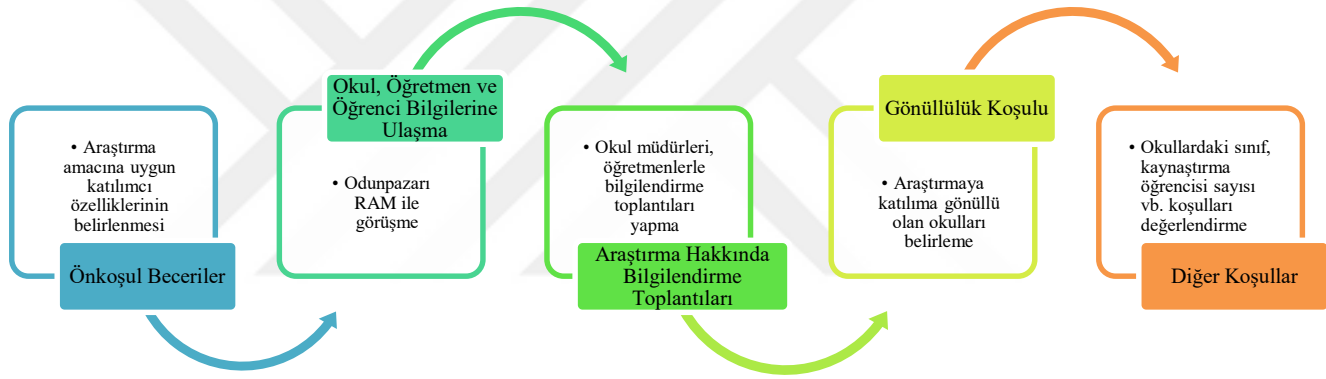 • Araştırma
amacına uygun
katılımcı
özelliklerinin
belirlenmesi
Önkoşul Beceriler
Okul, Öğretmen ve
Öğrenci Bilgilerine
Ulaşma
• Odunpazarı
RAM ile
görüşme
• Okul müdürleri,
öğretmenlerle
bilgilendirme
toplantıları
yapma
Araştırma Hakkında
Bilgilendirme
Toplantıları
Gönüllülük Koşulu
• Araştırmaya
katılıma gönüllü
olan okulları
belirleme
• Okullardaki sınıf,
kaynaştırma
öğrencisi sayısı
vb. koşulları
değerlendirme
Diğer Koşullar